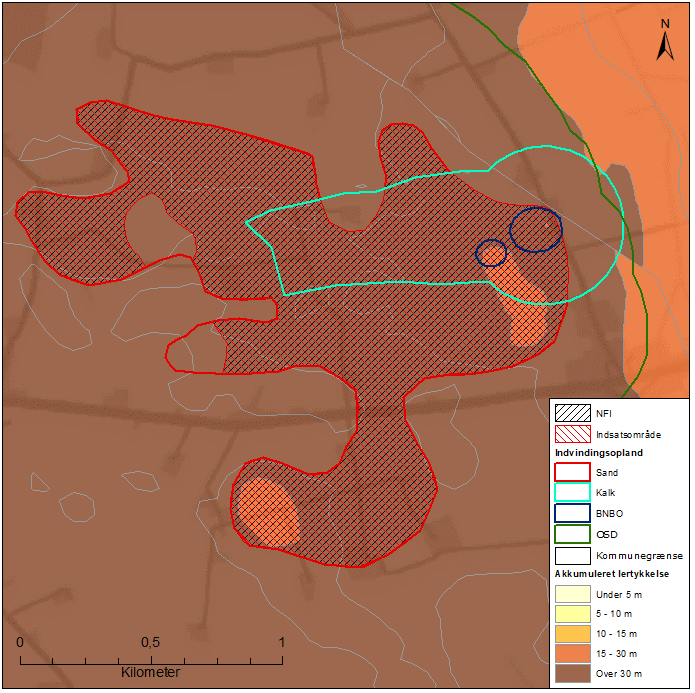 N
NFI
Indsatsområde
Indvindingsopland
Sand
Kalk
BNBO
OSD
Kommunegrænse
Akkumuleret lertykkelse
Under 5 m
5 - 10 m
10 - 15 m
15 - 30 m
Over 30 m
0 0,5 1
Kilometer